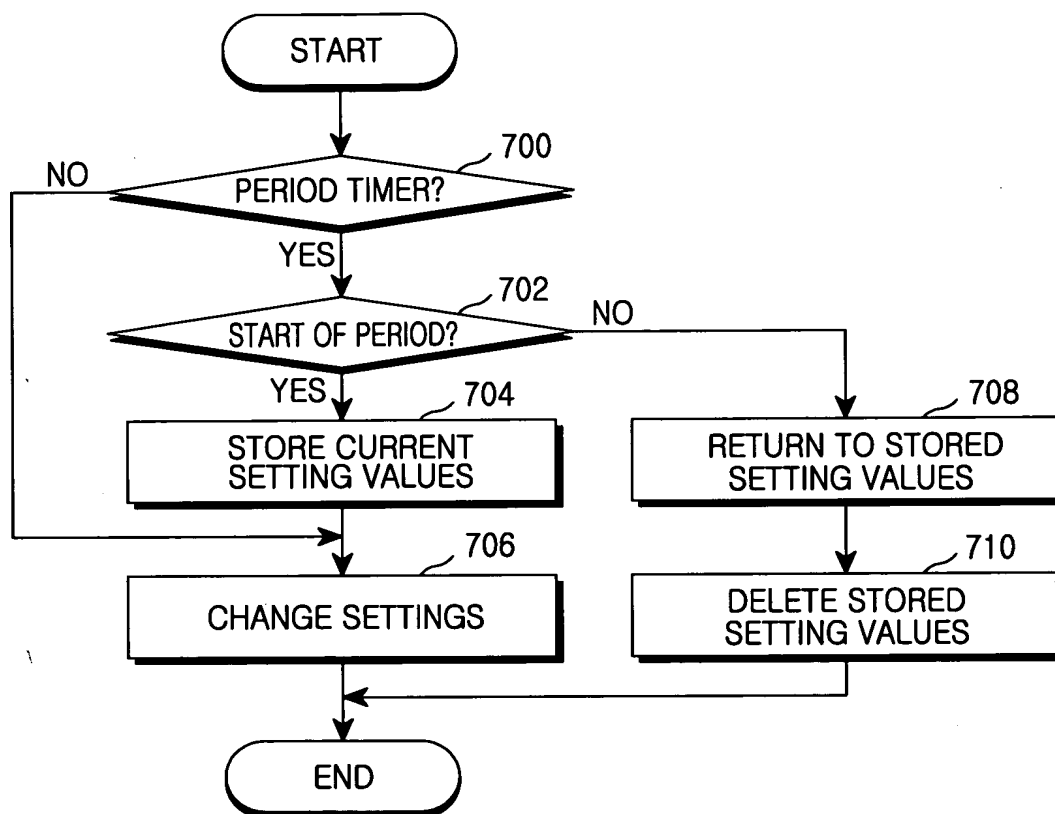 START
700
NO
PERIOD TIMER?
YES
702
NO
START OF PERIOD?
YES
704
708
STORE CURRENT
SETTING VALUES
RETURN TO STORED
SETTING VALUES
706
710
CHANGE SETTINGS
DELETE STORED
SETTING VALUES
END